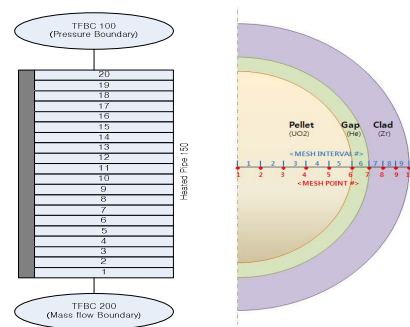 TFBC 100
(Pressure Boundary)
20
19
18
17
16
15
14
13
12
11
10
9
8
7
6
5
4
3
2
1
Heated Pipe 150
TFBC 200
(Mass flow Boundary)
Pellet Gap Clad
(UO2) (He) (Zr)
<MESH INTERVAL #>
1 2 3 4 5 6 7 8 9
1 2 3 4 5 6 7 8 9 1
<MESH POINT #>